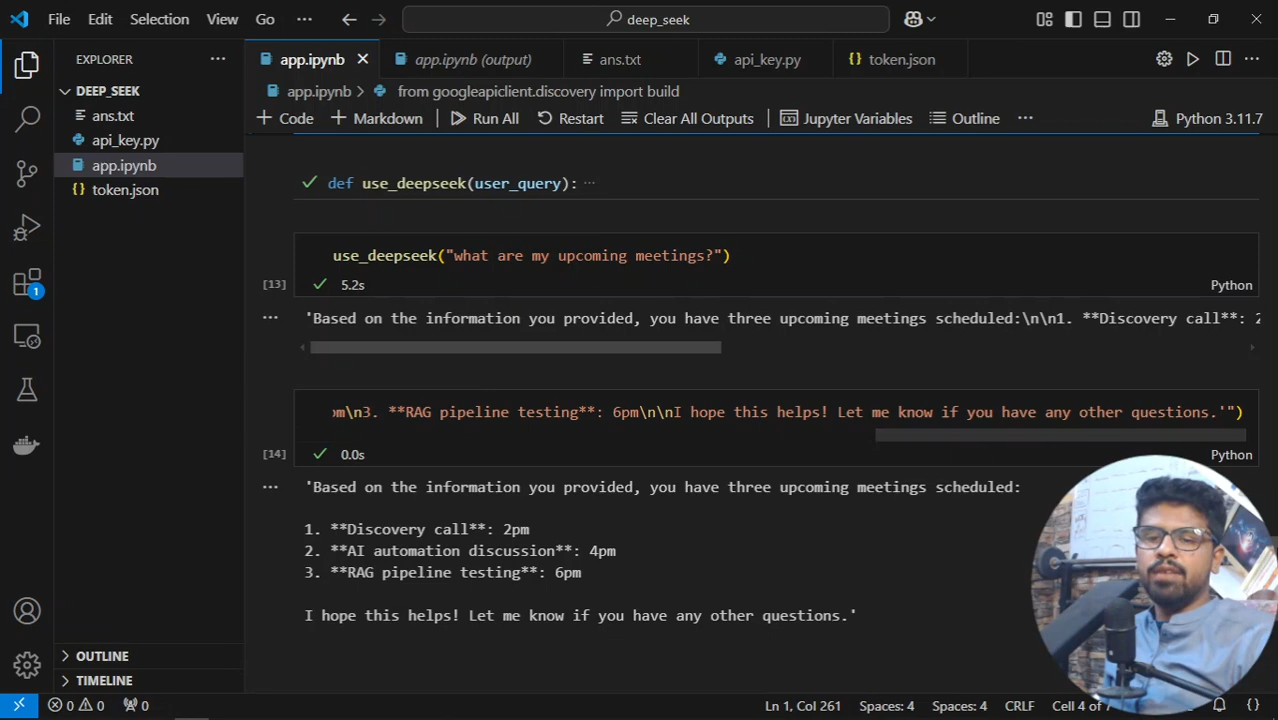 File Edit Selection View Go ··· deep_seek
EXPLORER ···
app.ipynb app.ipynb (output) ans.txt api_key.py token.json
DEEP_SEEK
ans.txt
api_key.py
app.ipynb
token.json
app.ipynb > from googleapiclient.discovery import build
+ Code + Markdown Run All Restart Clear All Outputs Jupyter Variables Outline ··· Python 3.11.7
def use_deepseek(user_query): ···
use_deepseek("what are my upcoming meetings?")
[13] 5.2s Python
··· 'Based on the information you provided, you have three upcoming meetings scheduled:\n\n1. **Discovery call**: 2
m\n3. **RAG pipeline testing**: 6pm\n\nI hope this helps! Let me know if you have any other questions.'")
[14] 0.0s Python
··· 'Based on the information you provided, you have three upcoming meetings scheduled:
1. **Discovery call**: 2pm
2. **AI automation discussion**: 4pm
3. **RAG pipeline testing**: 6pm
I hope this helps! Let me know if you have any other questions.'
1
OUTLINE
TIMELINE
0 0 0 Ln 1, Col 261 Spaces: 4 Spaces: 4 CRLF Cell 4 of 7 {}